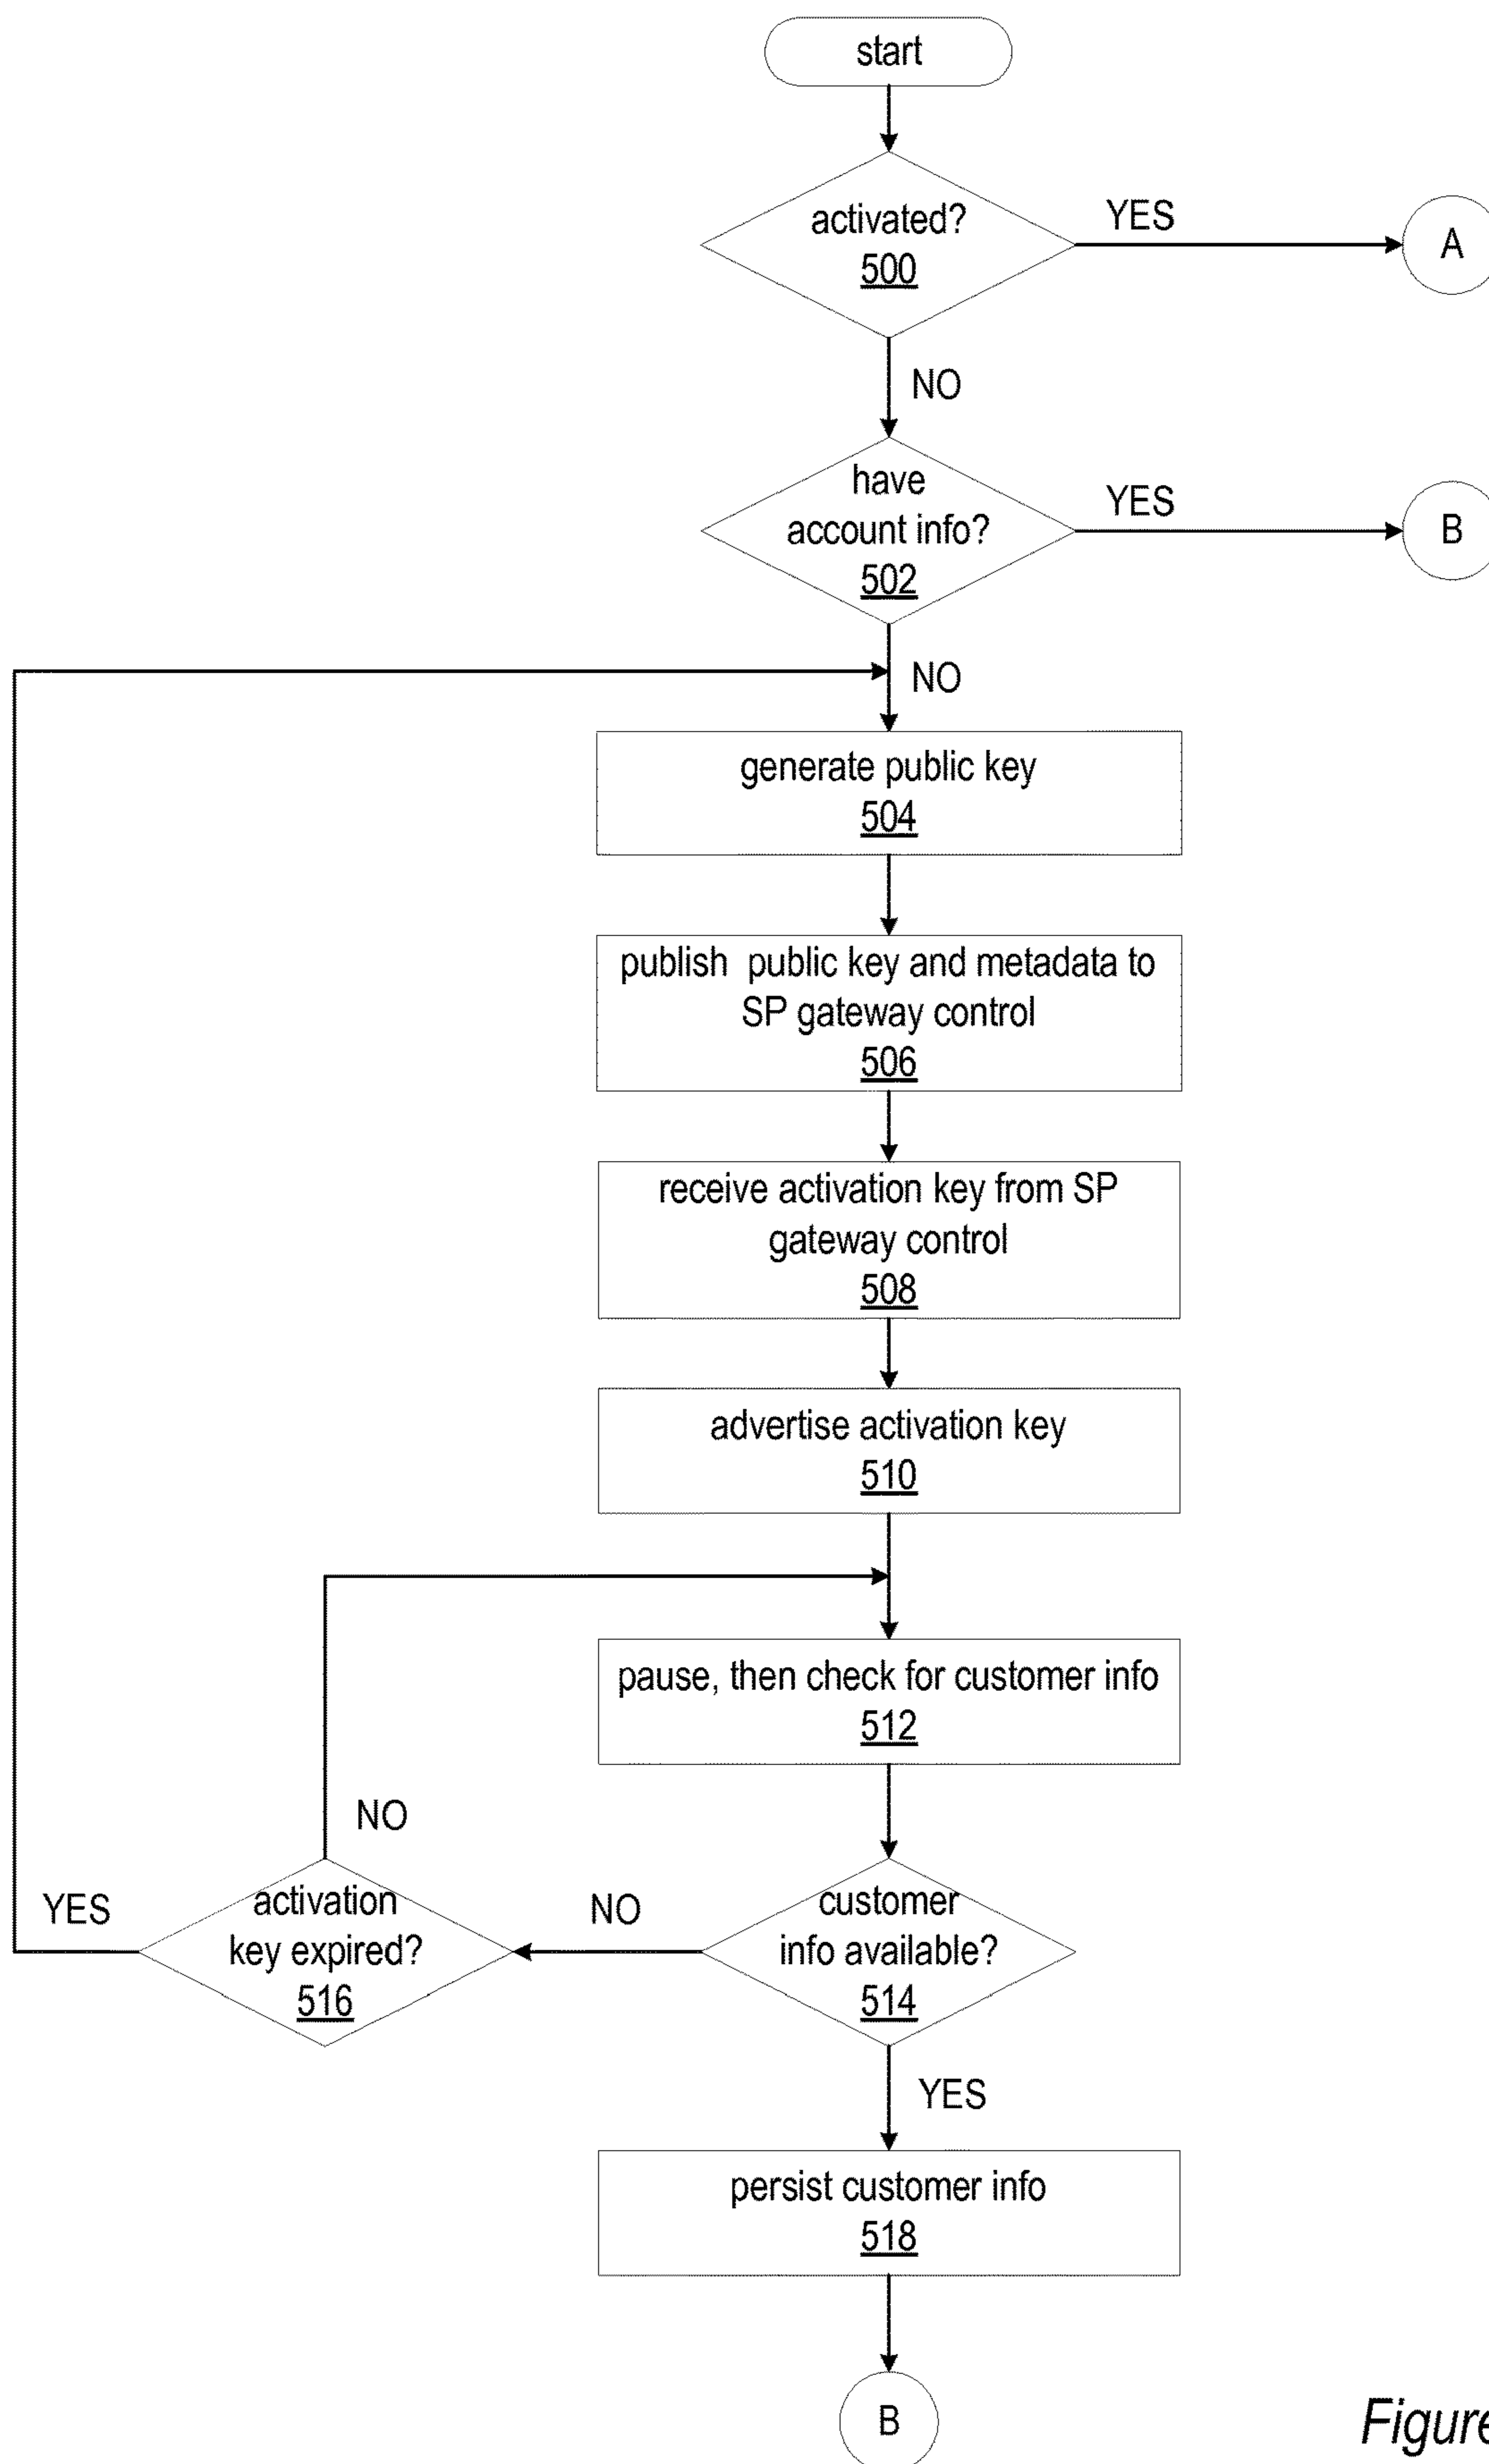 start
activated?
500
YES
A
NO
have
account info?
502
YES
B
NO
generate public key
504
publish public key and metadata to
SP gateway control
506
receive activation key from SP
gateway control
508
advertise activation key
510
pause, then check for customer info
512
NO
YES
activation
key expired?
516
NO
customer
info available?
514
YES
persist customer info
518
B
Figure